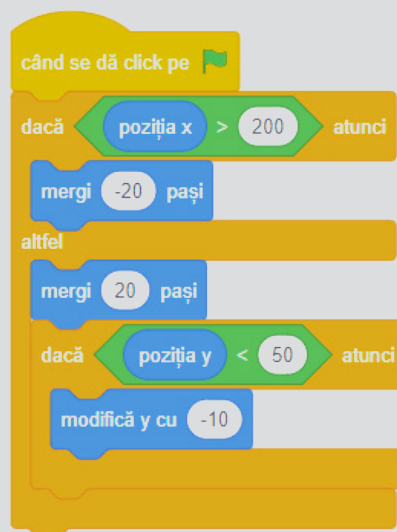 când se dă click pe
dacă poziția x > 200 atunci
mergi -20 pași
altfel
mergi 20 pași
dacă poziția y < 50 atunci
modifică y cu -10